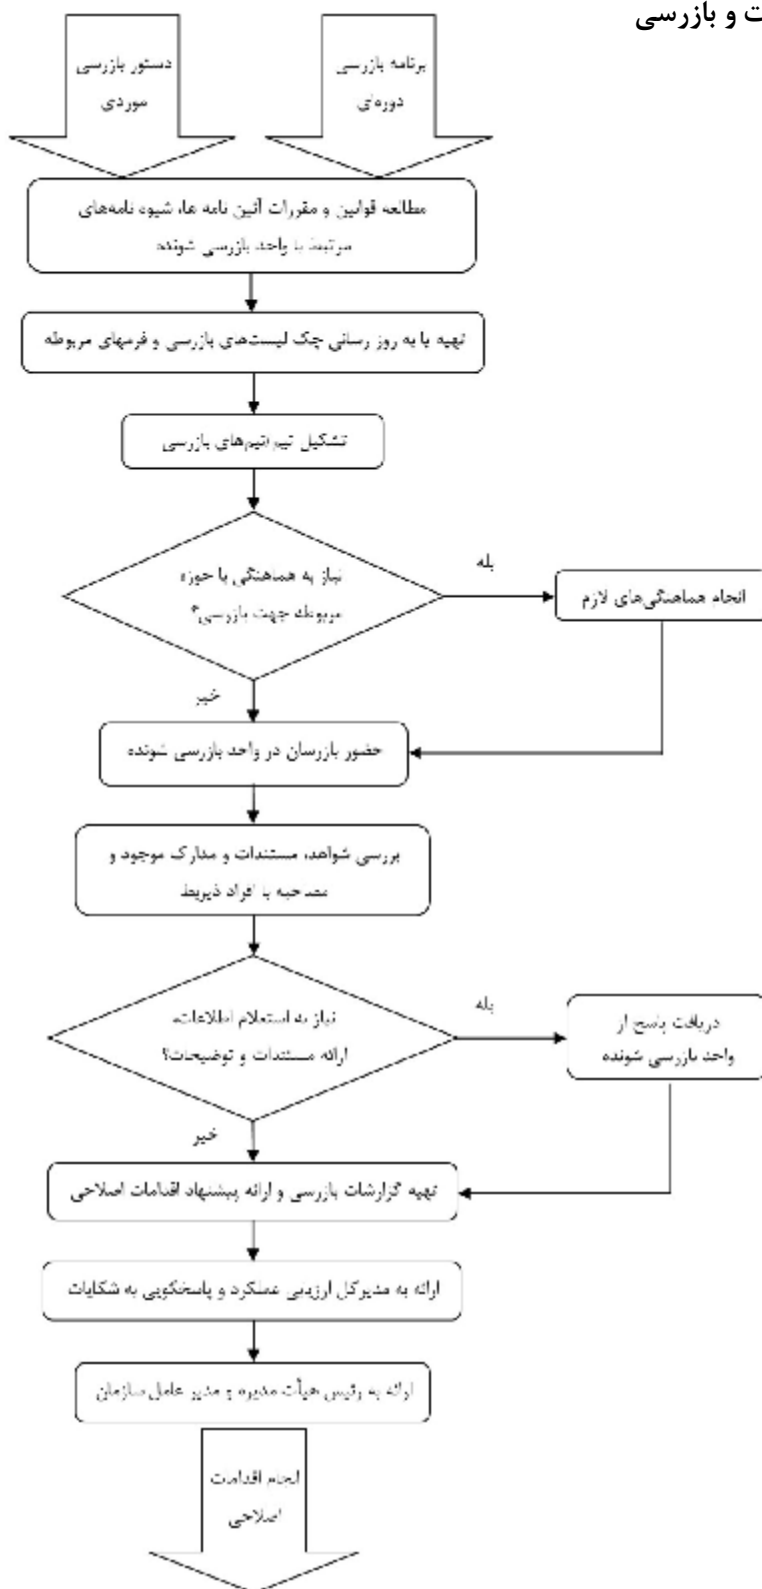 ت و بازرسی
برنامه بازرسی
دوره‌ای
دستور بازرسی
موردی
مطالعه قوانین و مقررات آئین نامه ها، شیوه نامه‌های
مرتبط با واحد بازرسی شونده
تهیه یا به روز رسانی چک لیست‌های بازرسی و فرمهای مربوطه
تشکیل تیم/تیم‌های بازرسی
نیاز به هماهنگی با حوزه
مربوطه جهت بازرسی؟
بله
انجام هماهنگی‌های لازم
خیر
حضور بازرسان در واحد بازرسی شونده
بررسی شواهد، مستندات و مدارک موجود و
مصاحبه با افراد ذیربط
نیاز به استعلام اطلاعات،
ارائه مستندات و توضیحات؟
بله
دریافت پاسخ از
واحد بازرسی شونده
خیر
تهیه گزارشات بازرسی و ارائه پیشنهاد اقدامات اصلاحی
ارائه به مدیرکل ارزیابی عملکرد و پاسخگویی به شکایات
ارائه به رئیس هیأت مدیره و مدیر عامل سازمان
انجام اقدامات
اصلاحی